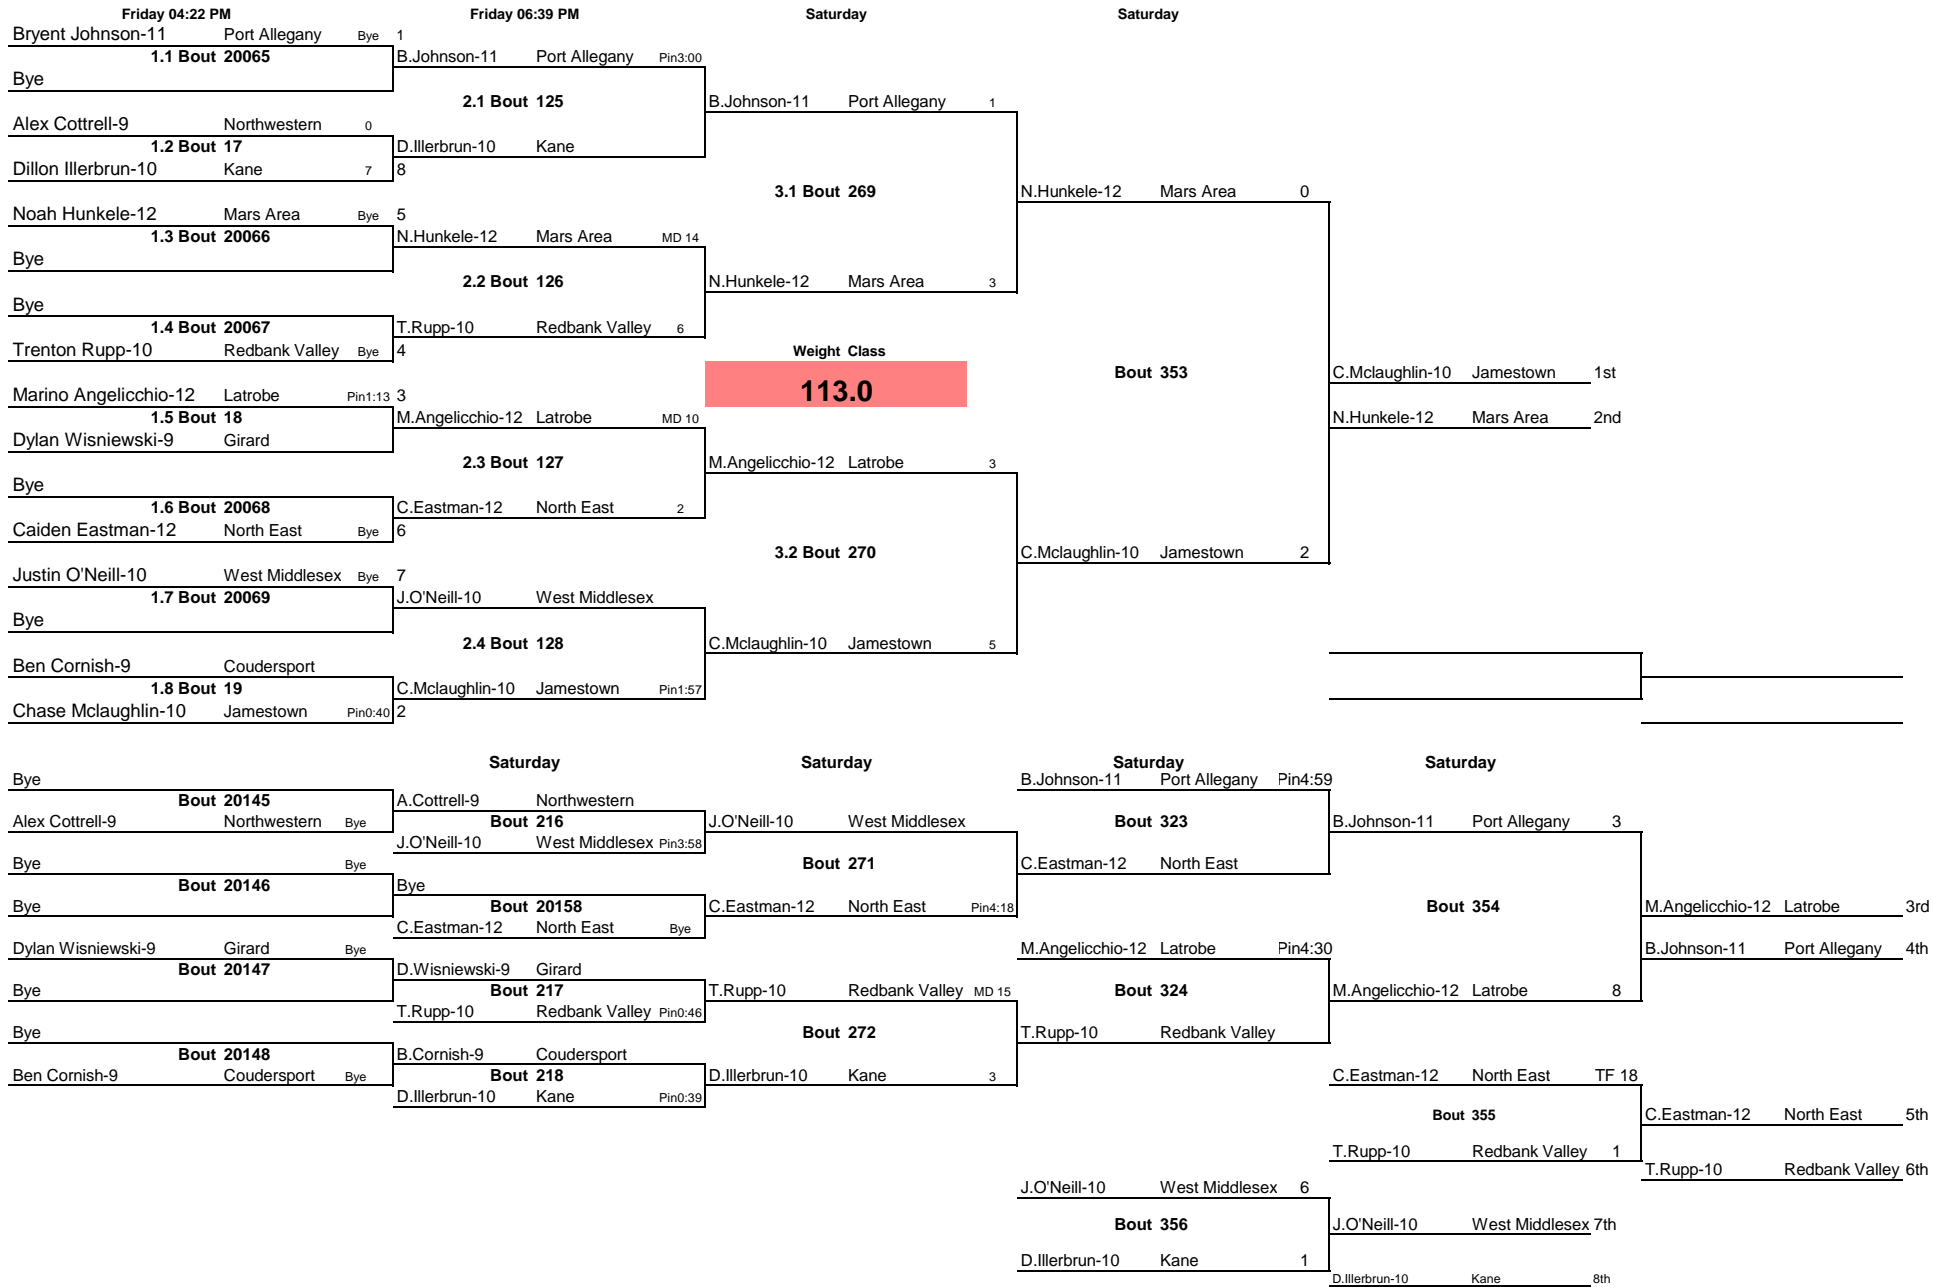 Friday 04:22 PM Friday 06:39 PM Saturday Saturday
Bryent Johnson-11 Port Allegany Bye 1
1.1 Bout 20065 B.Johnson-11 Port Allegany Pin3:00
Bye
2.1 Bout 125 B.Johnson-11 Port Allegany 1
Alex Cottrell-9 Northwestern 0
1.2 Bout 17 D.Illerbrun-10 Kane
Dillon Illerbrun-10 Kane 7 8
3.1 Bout 269 N.Hunkele-12 Mars Area 0
Noah Hunkele-12 Mars Area Bye 5
1.3 Bout 20066 N.Hunkele-12 Mars Area MD 14
Bye
2.2 Bout 126 N.Hunkele-12 Mars Area 3
Bye
1.4 Bout 20067 T.Rupp-10 Redbank Valley 6
Trenton Rupp-10 Redbank Valley Bye 4 Weight Class
Bout 353 C.Mclaughlin-10 Jamestown 1st
Marino Angelicchio-12 Latrobe Pin1:13 3 113.0
1.5 Bout 18 M.Angelicchio-12 Latrobe MD 10 N.Hunkele-12 Mars Area 2nd
Dylan Wisniewski-9 Girard
2.3 Bout 127 M.Angelicchio-12 Latrobe 3
Bye
1.6 Bout 20068 C.Eastman-12 North East 2
Caiden Eastman-12 North East Bye 6
3.2 Bout 270 C.Mclaughlin-10 Jamestown 2
Justin O'Neill-10 West Middlesex Bye 7
1.7 Bout 20069 J.O'Neill-10 West Middlesex
Bye
2.4 Bout 128 C.Mclaughlin-10 Jamestown 5
Ben Cornish-9 Coudersport
1.8 Bout 19 C.Mclaughlin-10 Jamestown Pin1:57
Chase Mclaughlin-10 Jamestown Pin0:40 2
Saturday Saturday Saturday Saturday
Bye B.Johnson-11 Port Allegany Pin4:59
Bout 20145 A.Cottrell-9 Northwestern
Alex Cottrell-9 Northwestern Bye Bout 216 J.O'Neill-10 West Middlesex Bout 323 B.Johnson-11 Port Allegany 3
J.O'Neill-10 West Middlesex Pin3:58
Bye Bye Bout 271 C.Eastman-12 North East
Bout 20146 Bye
Bye Bout 20158 C.Eastman-12 North East Pin4:18 Bout 354 M.Angelicchio-12 Latrobe 3rd
C.Eastman-12 North East Bye
Dylan Wisniewski-9 Girard Bye M.Angelicchio-12 Latrobe Pin4:30 B.Johnson-11 Port Allegany 4th
Bout 20147 D.Wisniewski-9 Girard
Bye Bout 217 T.Rupp-10 Redbank Valley MD 15 Bout 324 M.Angelicchio-12 Latrobe 8
T.Rupp-10 Redbank Valley Pin0:46
Bye Bout 272 T.Rupp-10 Redbank Valley
Bout 20148 B.Cornish-9 Coudersport
Ben Cornish-9 Coudersport Bye Bout 218 D.Illerbrun-10 Kane 3 C.Eastman-12 North East TF 18
D.Illerbrun-10 Kane Pin0:39
Bout 355 C.Eastman-12 North East 5th
T.Rupp-10 Redbank Valley 1
T.Rupp-10 Redbank Valley 6th
J.O'Neill-10 West Middlesex 6
Bout 356 J.O'Neill-10 West Middlesex 7th
D.Illerbrun-10 Kane 1
D.Illerbrun-10 Kane 8th